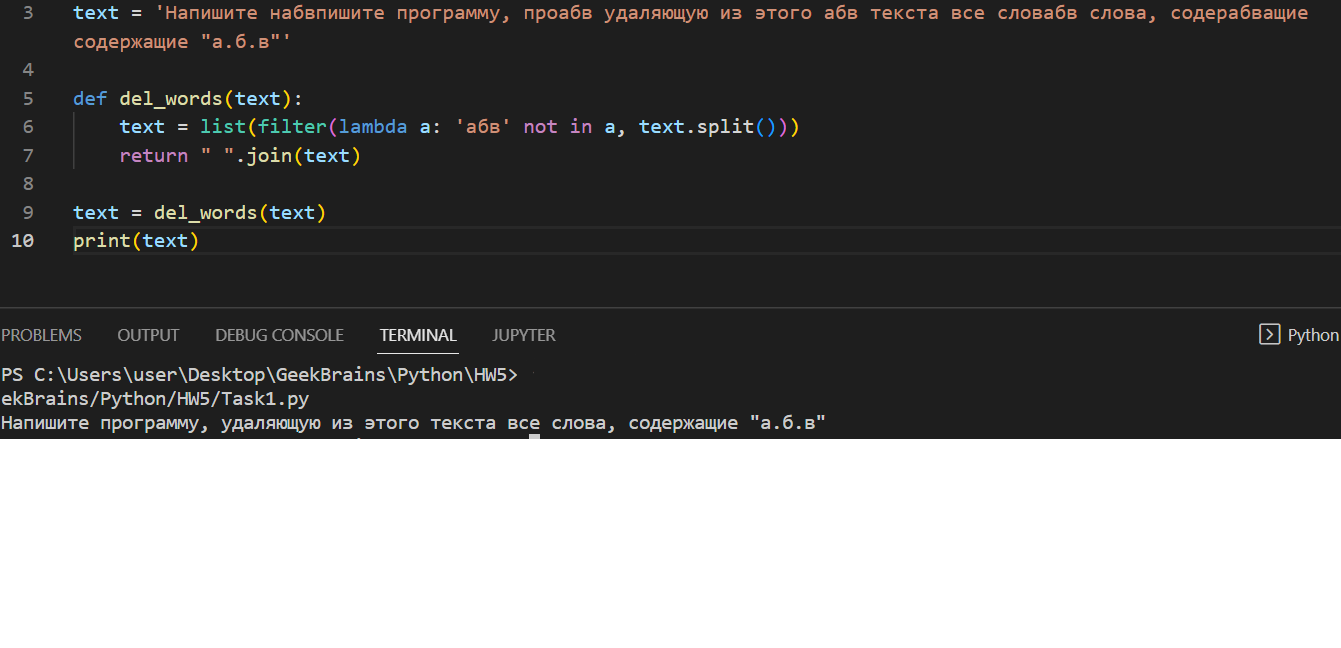 3 text = 'Напишите набвпишите программу, проабв удаляющую из этого абв текста все словабв слова, содерабващие
содержащие "а.б.в"'
4
5 def del_words(text):
6 text = list(filter(lambda a: 'абв' not in a, text.split()))
7 return " ".join(text)
8
9 text = del_words(text)
10 print(text)
PROBLEMS OUTPUT DEBUG CONSOLE TERMINAL JUPYTER Python
PS C:\Users\user\Desktop\GeekBrains\Python\HW5>
ekBrains/Python/HW5/Task1.py
Напишите программу, удаляющую из этого текста все слова, содержащие "а.б.в"